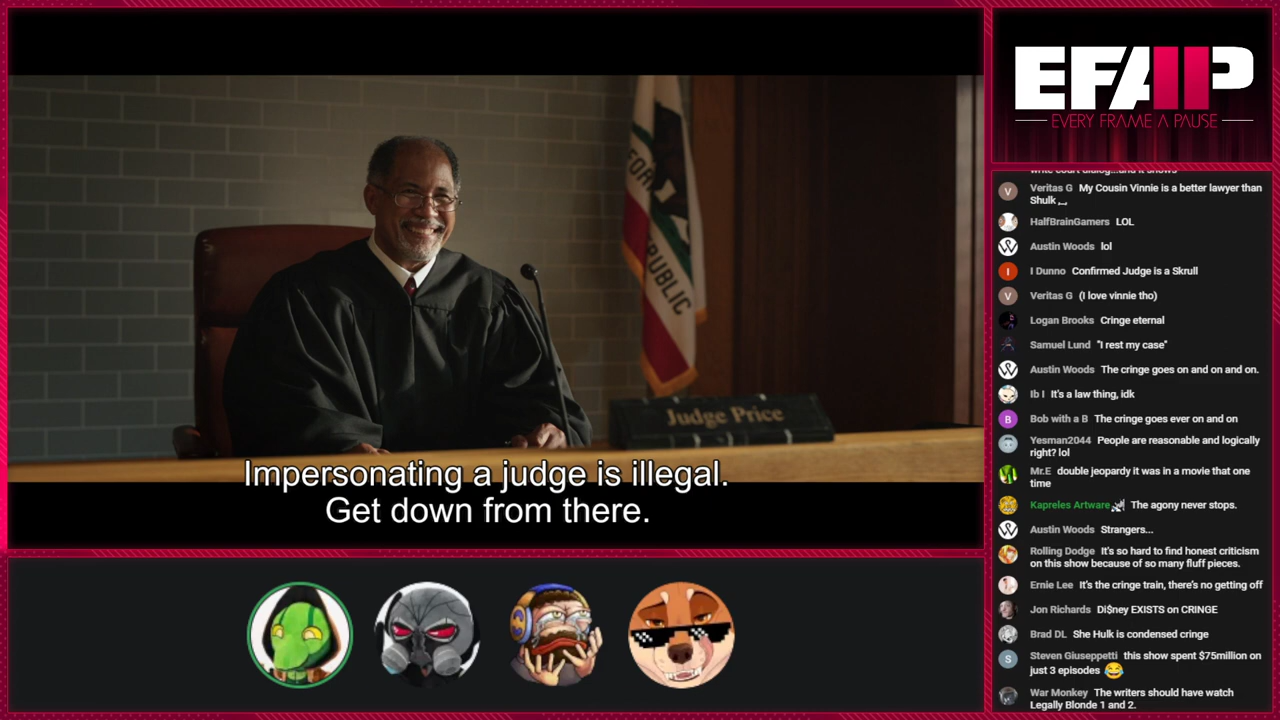 FOR
REPUBLIC
Judge Price
Impersonating a judge is illegal.
Get down from there.
EFAP
EVERY FRAME A PAUSE
write court dialog...and it shows
V
Veritas G My Cousin Vinnie is a better lawyer than
Shulk
HalfBrainGamers LOL
Austin Woods lol
I
I Dunno Confirmed Judge is a Skrull
V
Veritas G (I love vinnie tho)
Logan Brooks Cringe eternal
Samuel Lund "I rest my case"
Austin Woods The cringe goes on and on and on.
Ib I It's a law thing, idk
B
Bob with a B The cringe goes ever on and on
Yesman2044 People are reasonable and logically
right? lol
Mr.E double jeopardy it was in a movie that one
time
Kapreles Artware The agony never stops.
Austin Woods Strangers...
Rolling Dodge It's so hard to find honest criticism
on this show because of so many fluff pieces.
Ernie Lee It's the cringe train, there's no getting off
Jon Richards Di$ney EXISTS on CRINGE
Brad DL She Hulk is condensed cringe
S
Steven Giuseppetti this show spent $75million on
just 3 episodes 😂
War Monkey The writers should have watch
Legally Blonde 1 and 2.